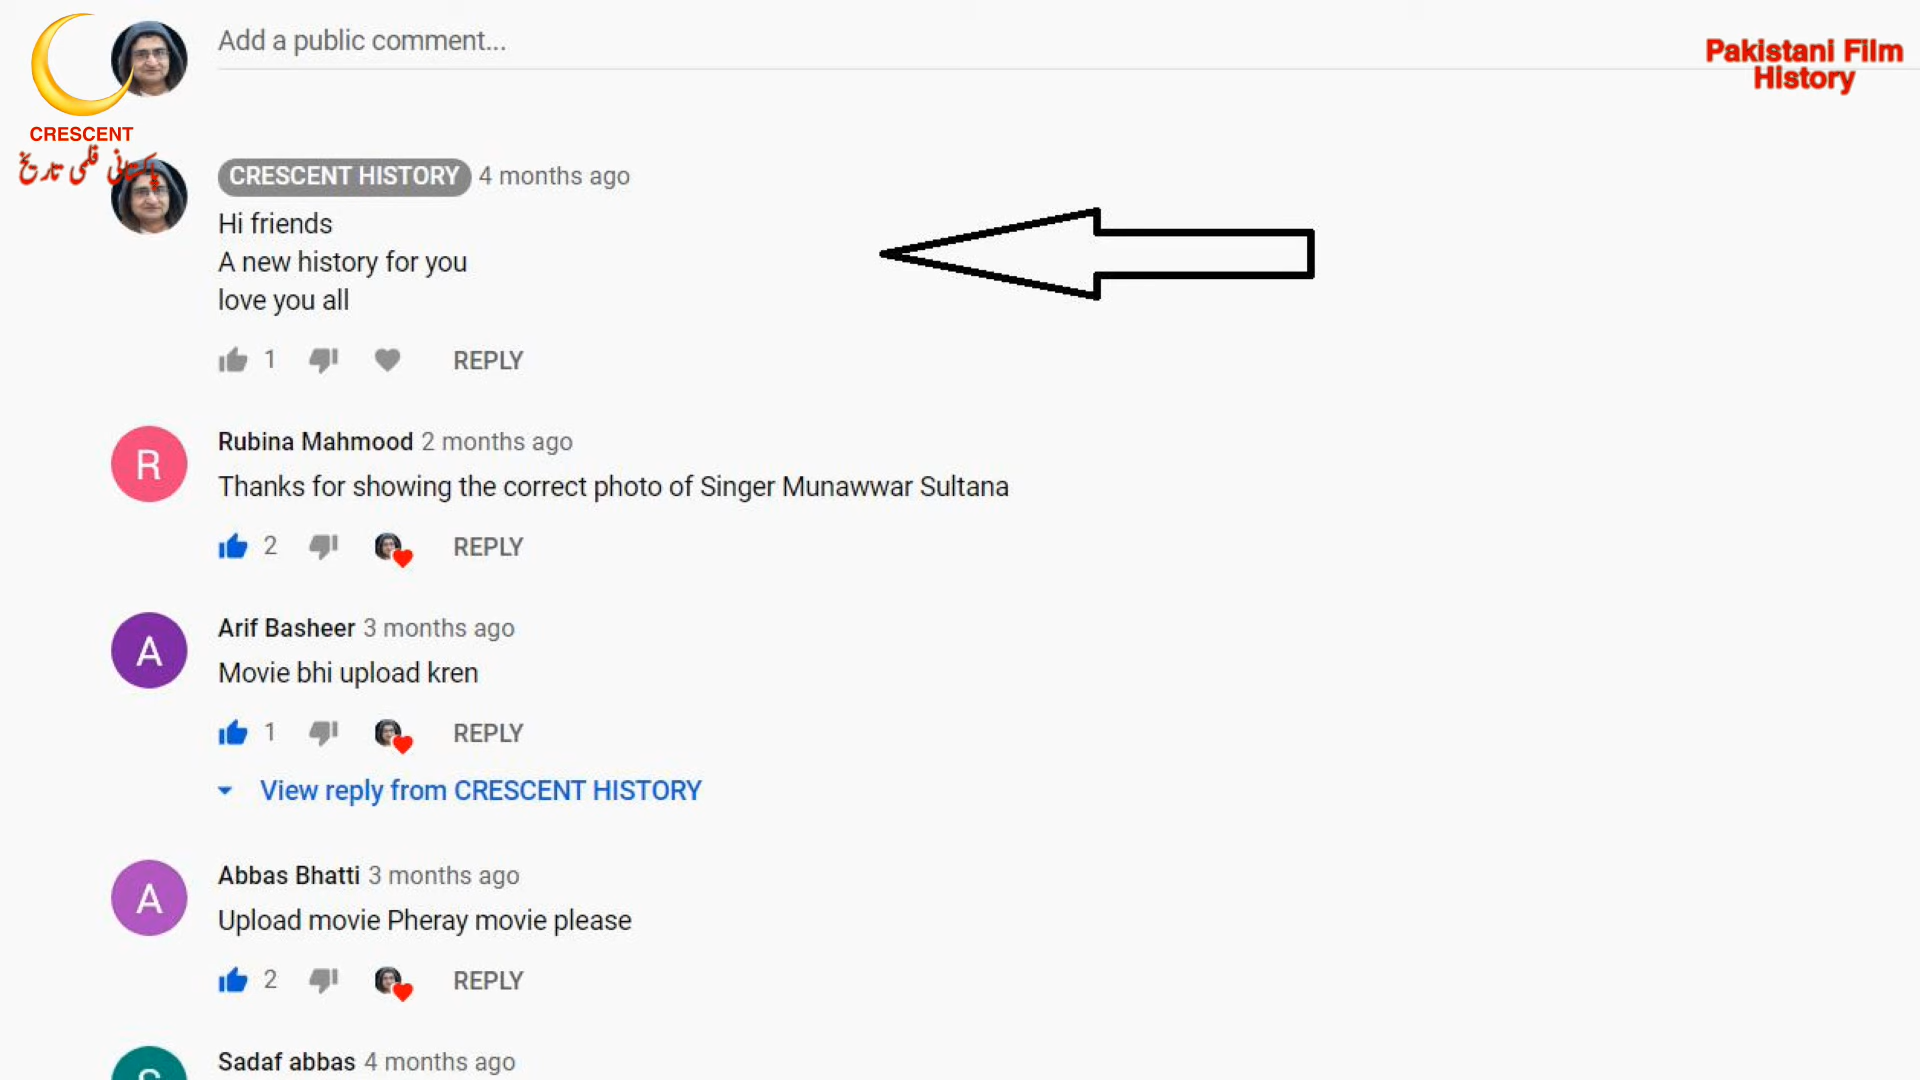 Add a public comment...
Pakistani Film
History
CRESCENT
پاکستانی فلمی تاریخ
CRESCENT HISTORY 4 months ago
Hi friends
A new history for you
love you all
1 REPLY
R
Rubina Mahmood 2 months ago
Thanks for showing the correct photo of Singer Munawwar Sultana
2 REPLY
A
Arif Basheer 3 months ago
Movie bhi upload kren
1 REPLY
View reply from CRESCENT HISTORY
A
Abbas Bhatti 3 months ago
Upload movie Pheray movie please
2 REPLY
Sadaf abbas 4 months ago